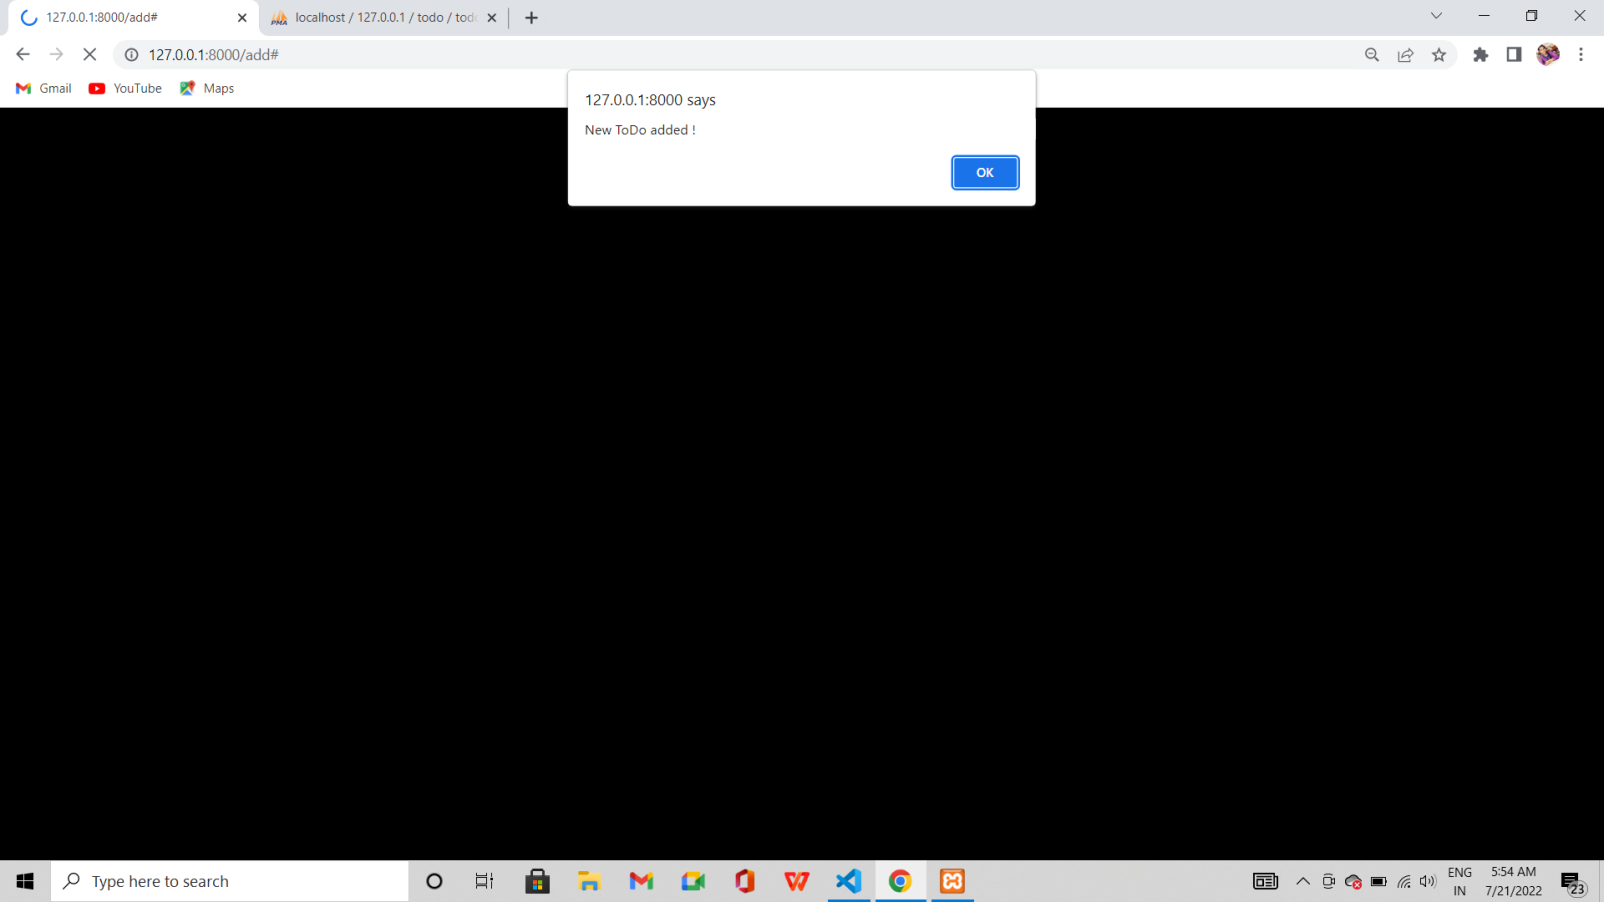 127.0.0.1:8000/add#
localhost / 127.0.0.1 / todo / todo
127.0.0.1:8000/add#
Gmail
YouTube
Maps
127.0.0.1:8000 says
New ToDo added !
OK
Type here to search
ENG
IN
5:54 AM
7/21/2022
23